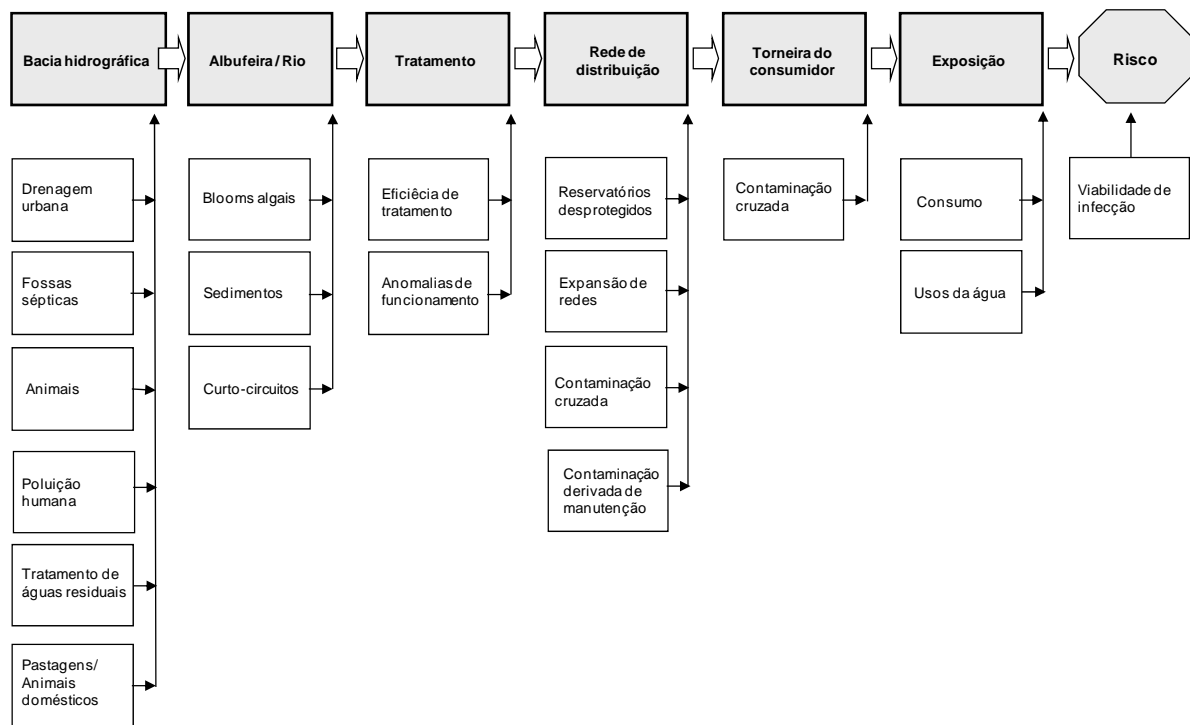 Bacia hidrográfica
Albufeira / Rio
Tratamento
Rede de
distribuição
Torneira do
consumidor
Exposição
Risco
Drenagem
urbana
Fossas
sépticas
Animais
Poluição
humana
Tratamento de
águas residuais
Pastagens/
Animais
domésticos
Blooms algais
Sedimentos
Curto-circuitos
Eficiêcia de
tratamento
Anomalias de
funcionamento
Reservatórios
desprotegidos
Expansão de
redes
Contaminação
cruzada
Contaminação
derivada de
manutenção
Contaminação
cruzada
Consumo
Usos da água
Viabilidade de
infecção